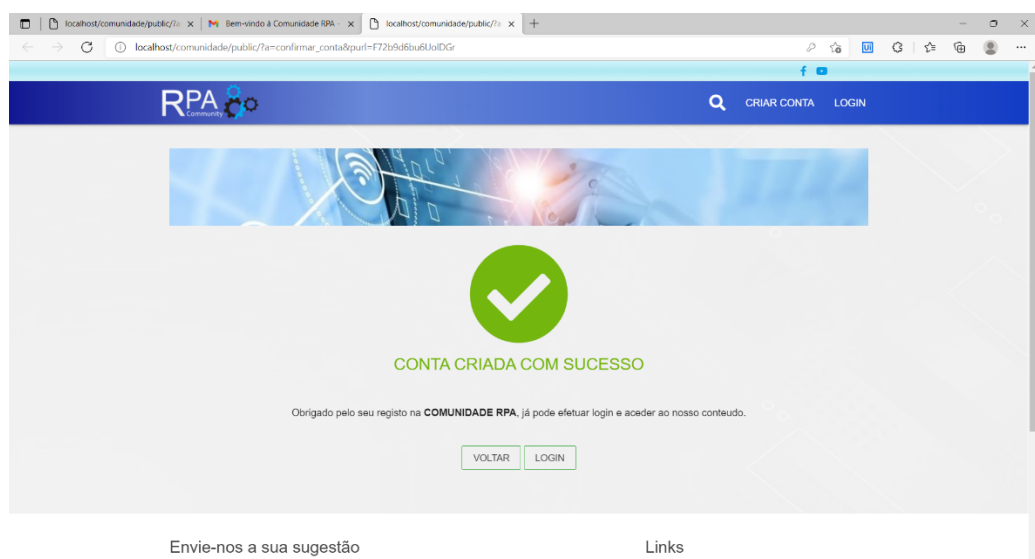 localhost/comunidade/public/?a
Bem-vindo à Comunidade RPA -
localhost/comunidade/public/?a
localhost/comunidade/public/?a=confirmar_conta&purl=F72b9d6bu6UolDGr
RPA
Community
CRIAR CONTA LOGIN
CONTA CRIADA COM SUCESSO
Obrigado pelo seu registo na COMUNIDADE RPA, já pode efetuar login e aceder ao nosso conteudo.
VOLTAR LOGIN
Envie-nos a sua sugestão
Links